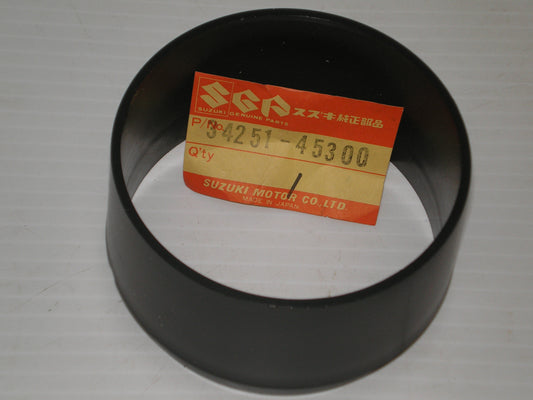 SGP スズキ純正部品
SUZUKI GENUINE PARTS
P/No. 34251-45300
Q'ty 1
SUZUKI MOTOR CO., LTD.
MADE IN JAPAN